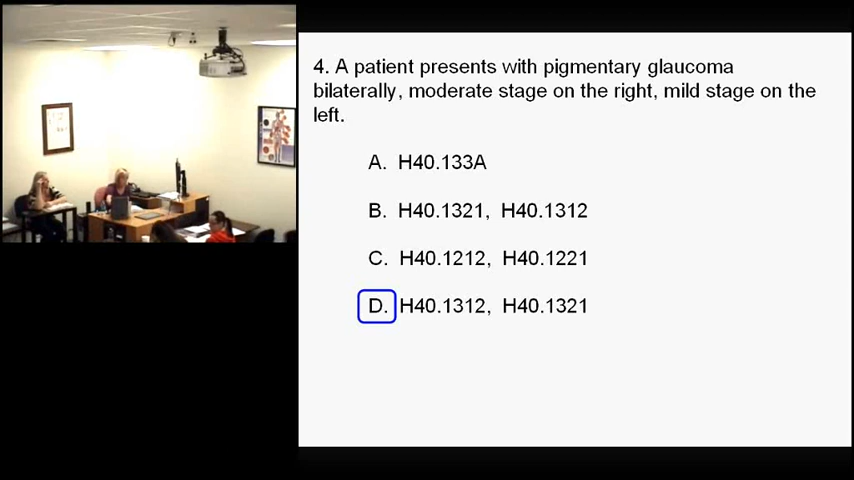 4. A patient presents with pigmentary glaucoma
bilaterally, moderate stage on the right, mild stage on the
left.
A. H40.133A
B. H40.1321, H40.1312
C. H40.1212, H40.1221
D. H40.1312, H40.1321